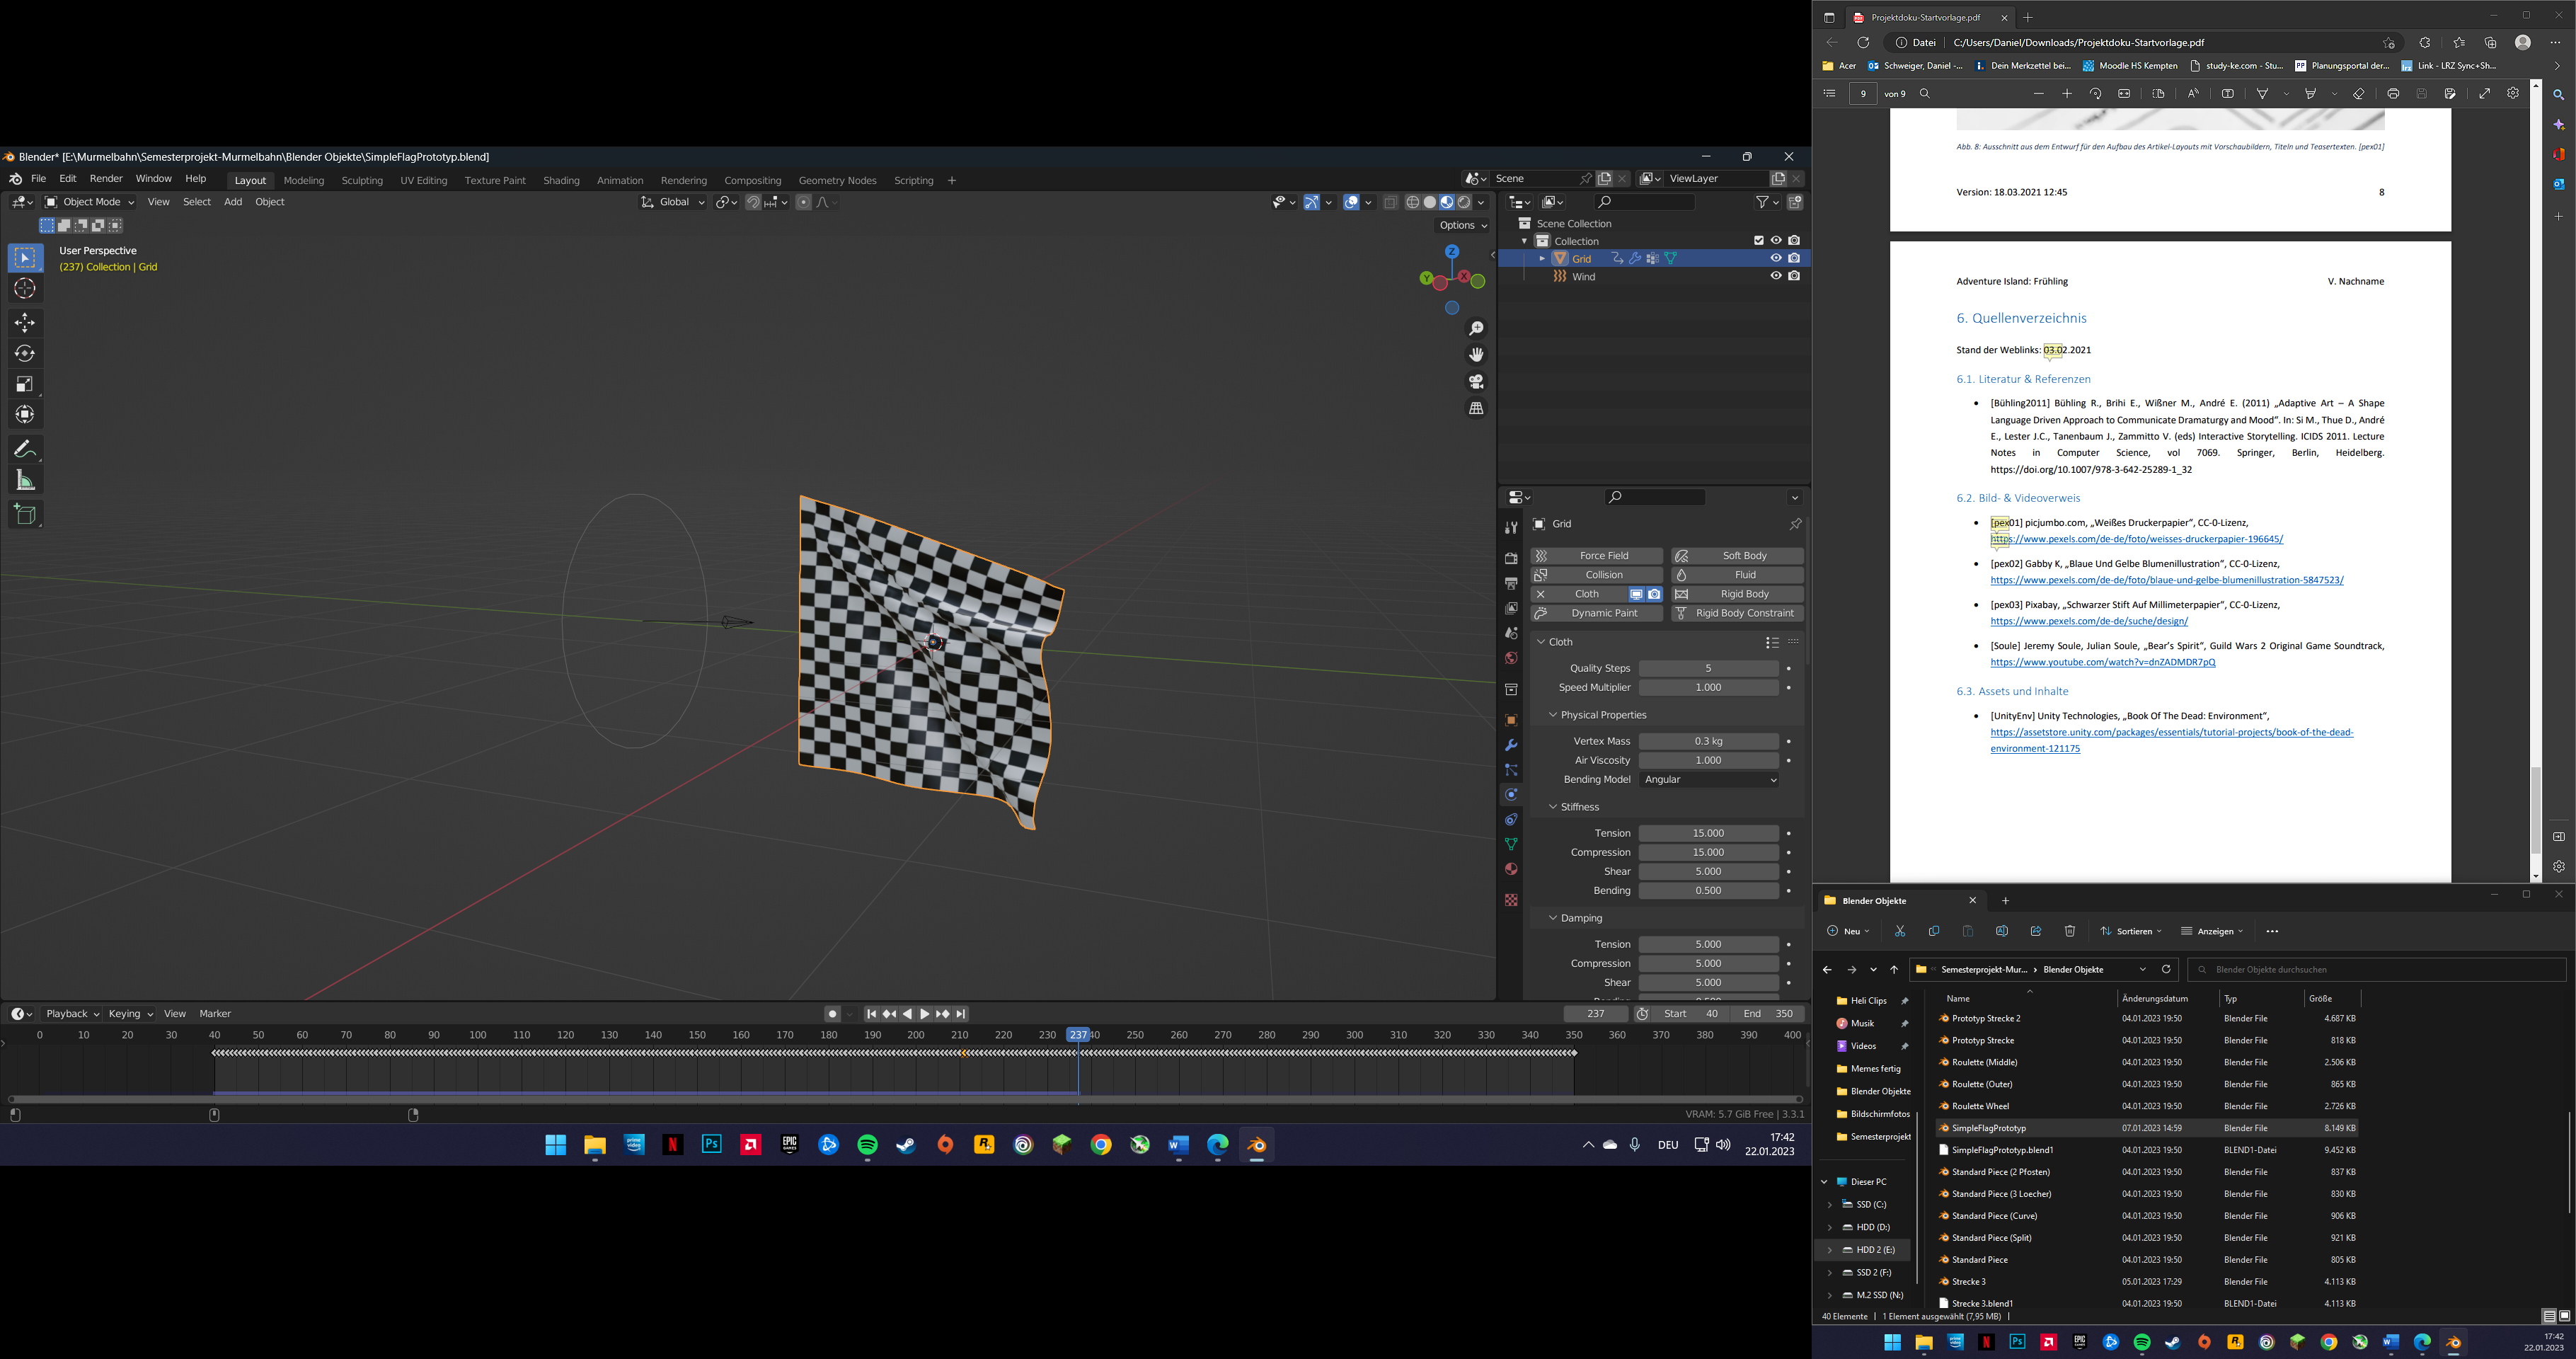 Blender* [E:\Murmelbahn\Semesterprojekt-Murmelbahn\Blender Objekte\SimpleFlagPrototyp.blend]
File Edit Render Window Help Layout Modeling Sculpting UV Editing Texture Paint Shading Animation Rendering Compositing Geometry Nodes Scripting +
Scene ViewLayer
Object Mode View Select Add Object Global
Options
User Perspective
(237) Collection | Grid
Z
Y
X
Scene Collection
Collection
Grid
Wind
Grid
Force Field Soft Body
Collision Fluid
Cloth Rigid Body
Dynamic Paint Rigid Body Constraint
Cloth
Quality Steps 5
Speed Multiplier 1.000
Physical Properties
Vertex Mass 0.3 kg
Air Viscosity 1.000
Bending Model Angular
Stiffness
Tension 15.000
Compression 15.000
Shear 5.000
Bending 0.500
Damping
Tension 5.000
Compression 5.000
Shear 5.000
Playback Keying View Marker 237 Start 40 End 350
0 10 20 30 40 50 60 70 80 90 100 110 120 130 140 150 160 170 180 190 200 210 220 230 237 40 250 260 270 280 290 300 310 320 330 340 350 360 370 380 390 400
VRAM: 5.7 GiB Free | 3.3.1
DEU
17:42
22.01.2023
Projektdoku-Startvorlage.pdf
Datei C:/Users/Daniel/Downloads/Projektdoku-Startvorlage.pdf
Acer Schweiger, Daniel -... Dein Merkzettel bei... Moodle HS Kempten study-ke.com - Stu... Planungsportal der... Link - LRZ Sync+Sh...
9 von 9
Abb. 8: Ausschnitt aus dem Entwurf für den Aufbau des Artikel-Layouts mit Vorschaubildern, Titeln und Teasertexten. [pex01]
Version: 18.03.2021 12:45 8
Adventure Island: Frühling V. Nachname
6. Quellenverzeichnis
Stand der Weblinks: 03.02.2021
6.1. Literatur & Referenzen
• [Bühling2011] Bühling R., Brihi E., Wißner M., André E. (2011) „Adaptive Art – A Shape
Language Driven Approach to Communicate Dramaturgy and Mood“. In: Si M., Thue D., André
E., Lester J.C., Tanenbaum J., Zammitto V. (eds) Interactive Storytelling. ICIDS 2011. Lecture
Notes in Computer Science, vol 7069. Springer, Berlin, Heidelberg.
https://doi.org/10.1007/978-3-642-25289-1_32
6.2. Bild- & Videoverweis
• [pex01] picjumbo.com, „Weißes Druckerpapier“, CC-0-Lizenz,
https://www.pexels.com/de-de/foto/weisses-druckerpapier-196645/
• [pex02] Gabby K, „Blaue Und Gelbe Blumenillustration“, CC-0-Lizenz,
https://www.pexels.com/de-de/foto/blaue-und-gelbe-blumenillustration-5847523/
• [pex03] Pixabay, „Schwarzer Stift Auf Millimeterpapier“, CC-0-Lizenz,
https://www.pexels.com/de-de/suche/design/
• [Soule] Jeremy Soule, Julian Soule, „Bear’s Spirit“, Guild Wars 2 Original Game Soundtrack,
https://www.youtube.com/watch?v=dnZADMDR7pQ
6.3. Assets und Inhalte
• [UnityEnv] Unity Technologies, „Book Of The Dead: Environment“,
https://assetstore.unity.com/packages/essentials/tutorial-projects/book-of-the-dead-
environment-121175
Blender Objekte
Neu Sortieren Anzeigen
Semesterprojekt-Mur... Blender Objekte Blender Objekte durchsuchen
Heli Clips
Musik
Videos
Memes fertig
Blender Objekte
Bildschirmfotos
Semesterprojekt
Dieser PC
SSD (C:)
HDD (D:)
HDD 2 (E:)
SSD 2 (F:)
M.2 SSD (N:)
Name Änderungsdatum Typ Größe
Prototyp Strecke 2 04.01.2023 19:50 Blender File 4.687 KB
Prototyp Strecke 04.01.2023 19:50 Blender File 818 KB
Roulette (Middle) 04.01.2023 19:50 Blender File 2.506 KB
Roulette (Outer) 04.01.2023 19:50 Blender File 865 KB
Roulette Wheel 04.01.2023 19:50 Blender File 2.726 KB
SimpleFlagPrototyp 07.01.2023 14:59 Blender File 8.149 KB
SimpleFlagPrototyp.blend1 04.01.2023 19:50 BLEND1-Datei 9.452 KB
Standard Piece (2 Pfosten) 04.01.2023 19:50 Blender File 837 KB
Standard Piece (3 Loecher) 04.01.2023 19:50 Blender File 830 KB
Standard Piece (Curve) 04.01.2023 19:50 Blender File 906 KB
Standard Piece (Split) 04.01.2023 19:50 Blender File 921 KB
Standard Piece 04.01.2023 19:50 Blender File 805 KB
Strecke 3 05.01.2023 17:29 Blender File 4.113 KB
Strecke 3.blend1 04.01.2023 19:50 BLEND1-Datei 4.113 KB
40 Elemente 1 Element ausgewählt (7,95 MB)
17:42
22.01.2023